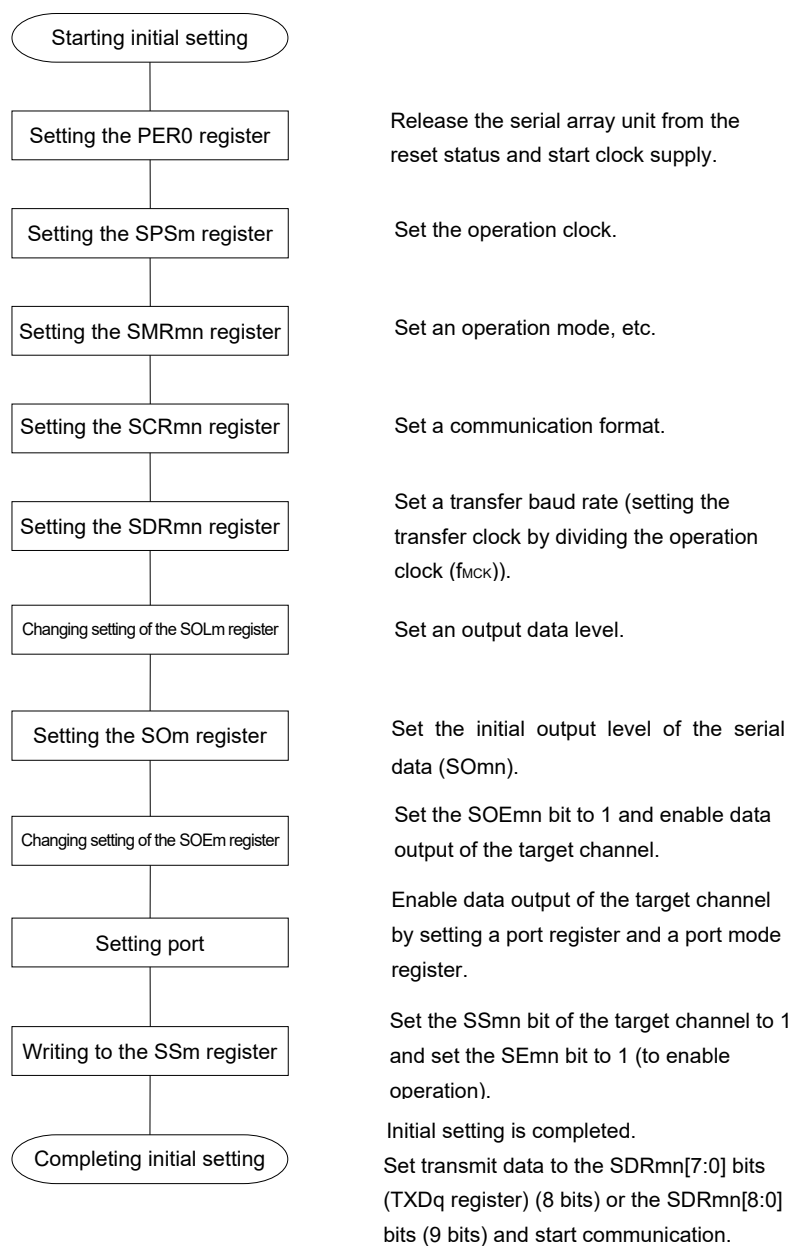 Starting initial setting
Setting the PER0 register
Release the serial array unit from the
reset status and start clock supply.
Setting the SPSm register
Set the operation clock.
Setting the SMRmn register
Set an operation mode, etc.
Setting the SCRmn register
Set a communication format.
Setting the SDRmn register
Set a transfer baud rate (setting the
transfer clock by dividing the operation
clock (fMCK)).
Changing setting of the SOLm register
Set an output data level.
Setting the SOm register
Set the initial output level of the serial
data (SOmn).
Changing setting of the SOEm register
Set the SOEmn bit to 1 and enable data
output of the target channel.
Setting port
Enable data output of the target channel
by setting a port register and a port mode
register.
Writing to the SSm register
Set the SSmn bit of the target channel to 1
and set the SEmn bit to 1 (to enable
operation).
Completing initial setting
Initial setting is completed.
Set transmit data to the SDRmn[7:0] bits
(TXDq register) (8 bits) or the SDRmn[8:0]
bits (9 bits) and start communication.